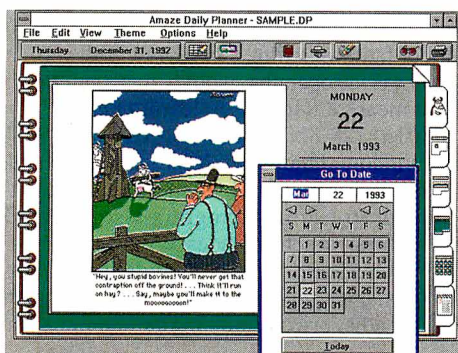 Amaze Daily Planner - SAMPLE.DP
File Edit View Theme Options Help
Thursday December 31, 1992
MONDAY
22
March 1993
Go To Date
Mar 22 1993
S M T W T F S
1 2 3 4 5 6
7 8 9 10 11 12 13
14 15 16 17 18 19 20
21 22 23 24 25 26 27
28 29 30 31
Today
"Hey, you stupid bovines! You'll never get that
contraption off the ground! . . . Think it'll run
on hay? . . . Say, maybe you'll make it to the
moooooooon!"